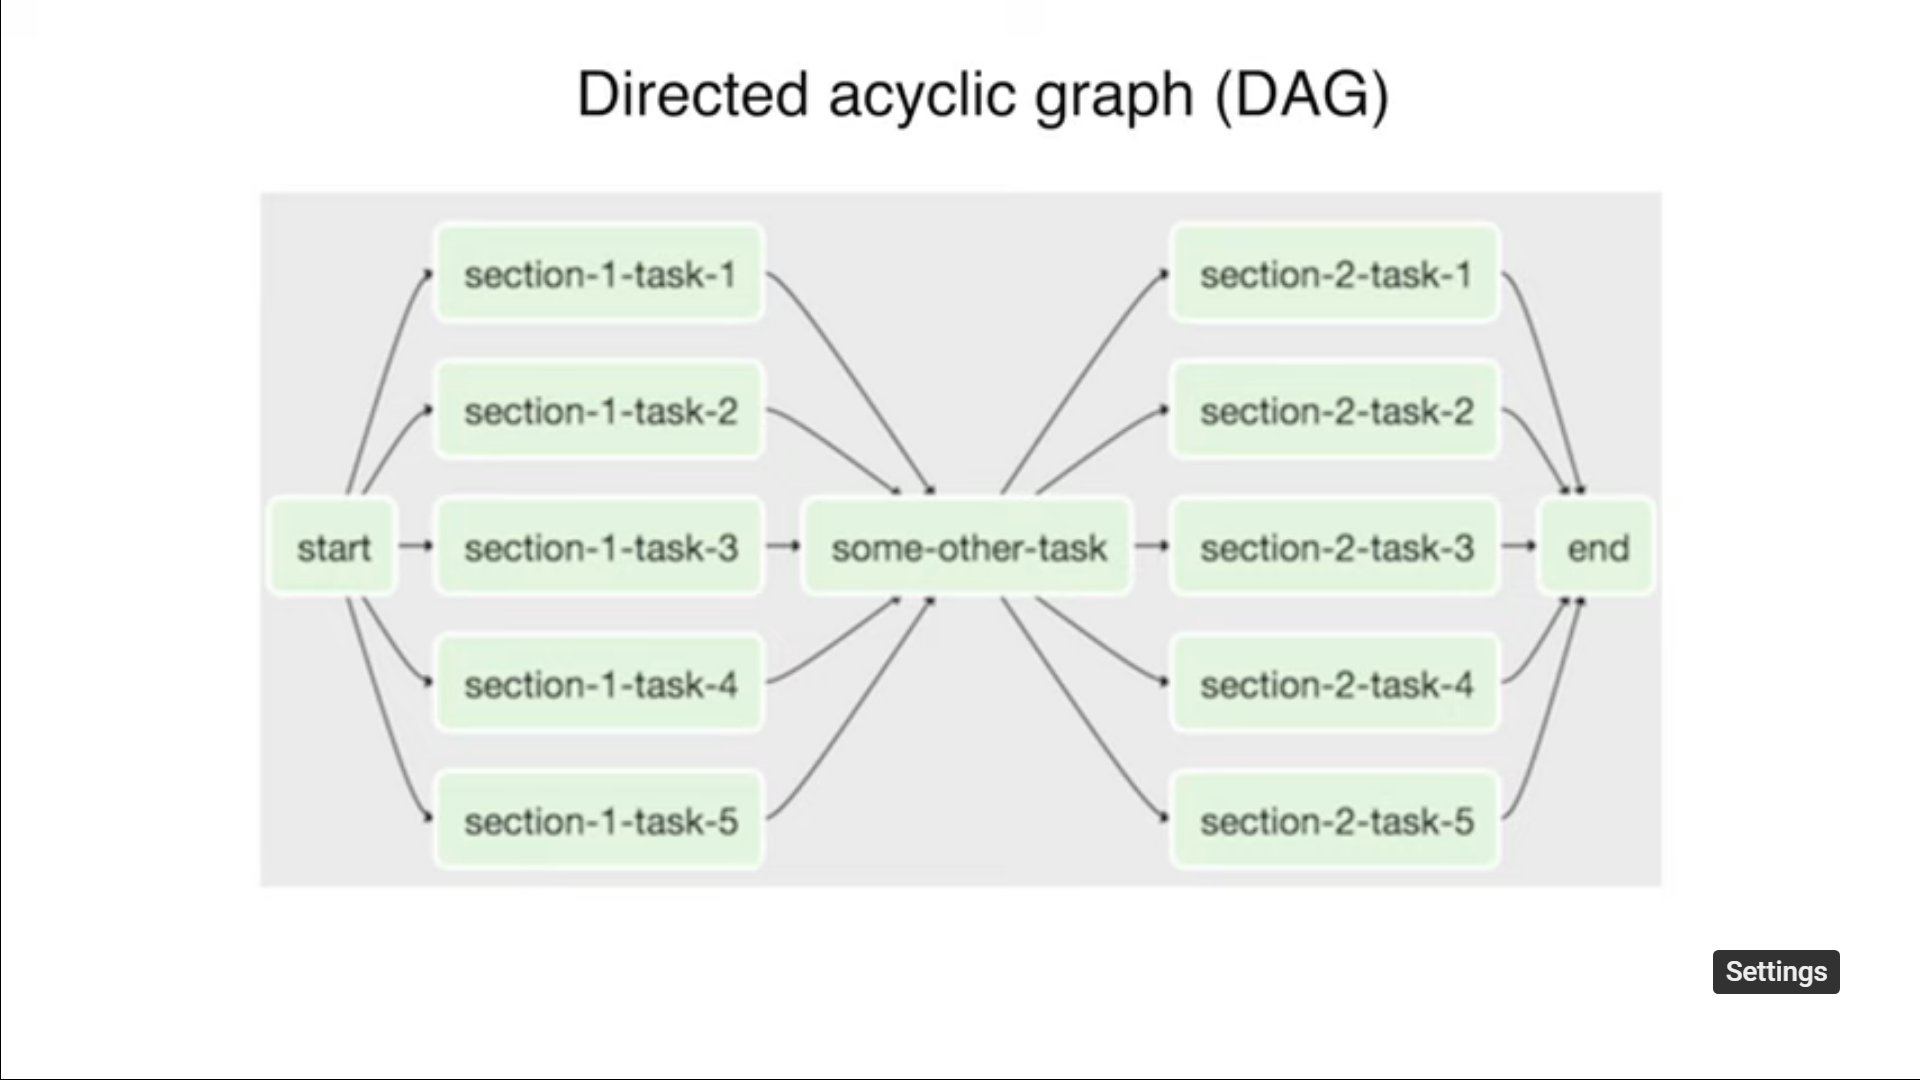 Directed acyclic graph (DAG)
section-1-task-1
section-2-task-1
section-1-task-2
section-2-task-2
start
section-1-task-3
some-other-task
section-2-task-3
end
section-1-task-4
section-2-task-4
section-1-task-5
section-2-task-5
Settings